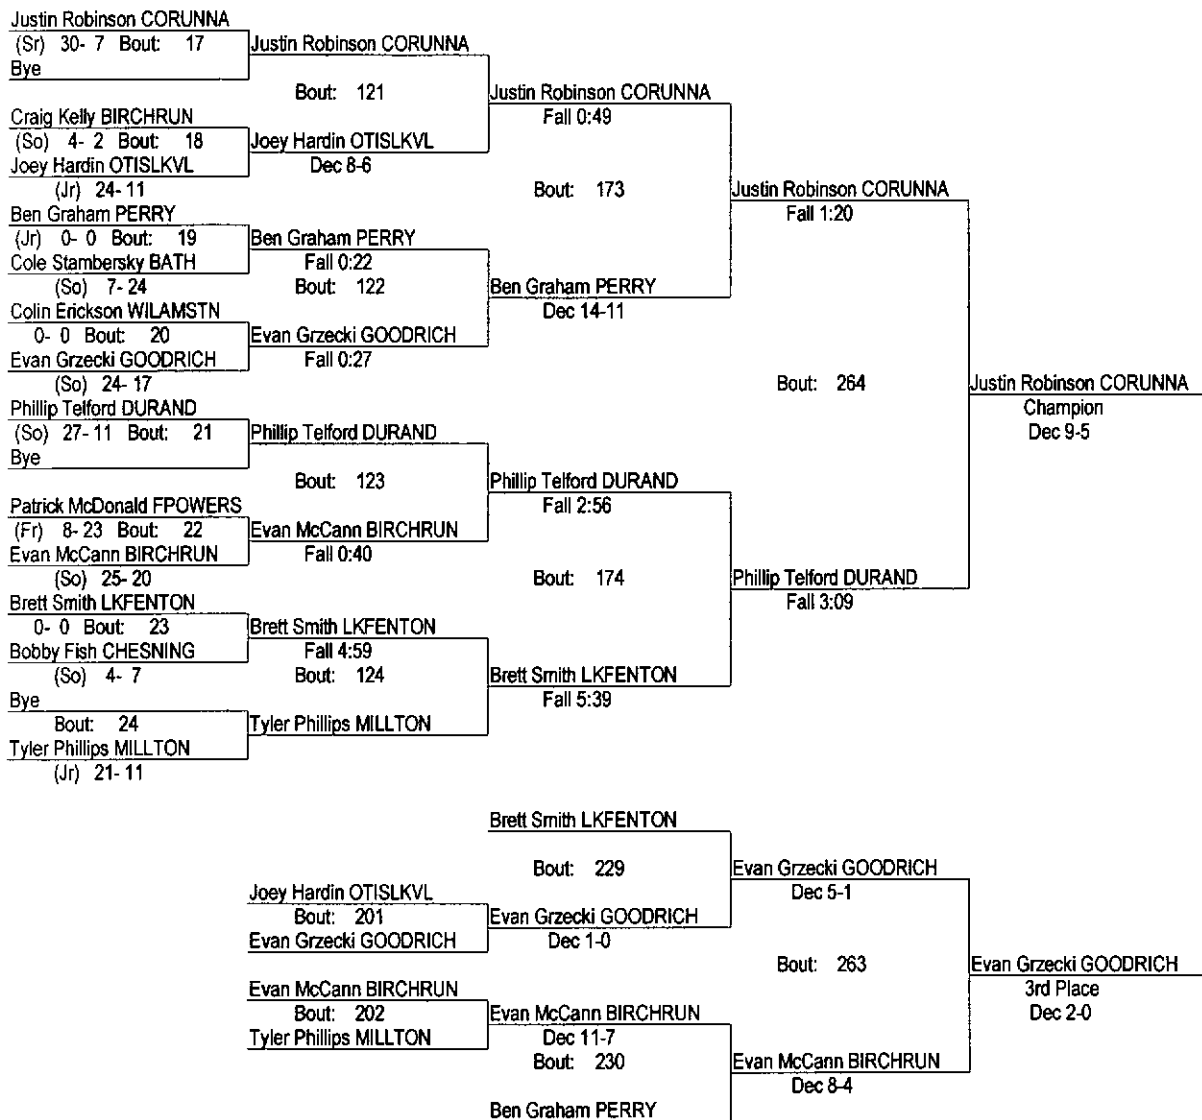 Justin Robinson CORUNNA
(Sr) 30- 7 Bout: 17
Bye
Justin Robinson CORUNNA
Bout: 121
Craig Kelly BIRCHRUN
(So) 4- 2 Bout: 18
Joey Hardin OTISLKVL
(Jr) 24- 11
Joey Hardin OTISLKVL
Dec 8-6
Justin Robinson CORUNNA
Fall 0:49
Bout: 173
Ben Graham PERRY
(Jr) 0- 0 Bout: 19
Cole Stambersky BATH
(So) 7- 24
Ben Graham PERRY
Fall 0:22
Bout: 122
Colin Erickson WILAMSTN
0- 0 Bout: 20
Evan Grzecki GOODRICH
(So) 24- 17
Evan Grzecki GOODRICH
Fall 0:27
Ben Graham PERRY
Dec 14-11
Justin Robinson CORUNNA
Fall 1:20
Bout: 264
Justin Robinson CORUNNA
Champion
Dec 9-5
Phillip Telford DURAND
(So) 27- 11 Bout: 21
Bye
Phillip Telford DURAND
Bout: 123
Patrick McDonald FPOWERS
(Fr) 8- 23 Bout: 22
Evan McCann BIRCHRUN
(So) 25- 20
Evan McCann BIRCHRUN
Fall 0:40
Phillip Telford DURAND
Fall 2:56
Bout: 174
Brett Smith LKFENTON
0- 0 Bout: 23
Bobby Fish CHESNING
(So) 4- 7
Brett Smith LKFENTON
Fall 4:59
Bout: 124
Bye
Bout: 24
Tyler Phillips MILLTON
(Jr) 21- 11
Tyler Phillips MILLTON
Brett Smith LKFENTON
Fall 5:39
Phillip Telford DURAND
Fall 3:09
Brett Smith LKFENTON
Bout: 229
Joey Hardin OTISLKVL
Bout: 201
Evan Grzecki GOODRICH
Evan Grzecki GOODRICH
Dec 1-0
Evan Grzecki GOODRICH
Dec 5-1
Bout: 263
Evan Grzecki GOODRICH
3rd Place
Dec 2-0
Evan McCann BIRCHRUN
Bout: 202
Tyler Phillips MILLTON
Evan McCann BIRCHRUN
Dec 11-7
Bout: 230
Evan McCann BIRCHRUN
Dec 8-4
Ben Graham PERRY